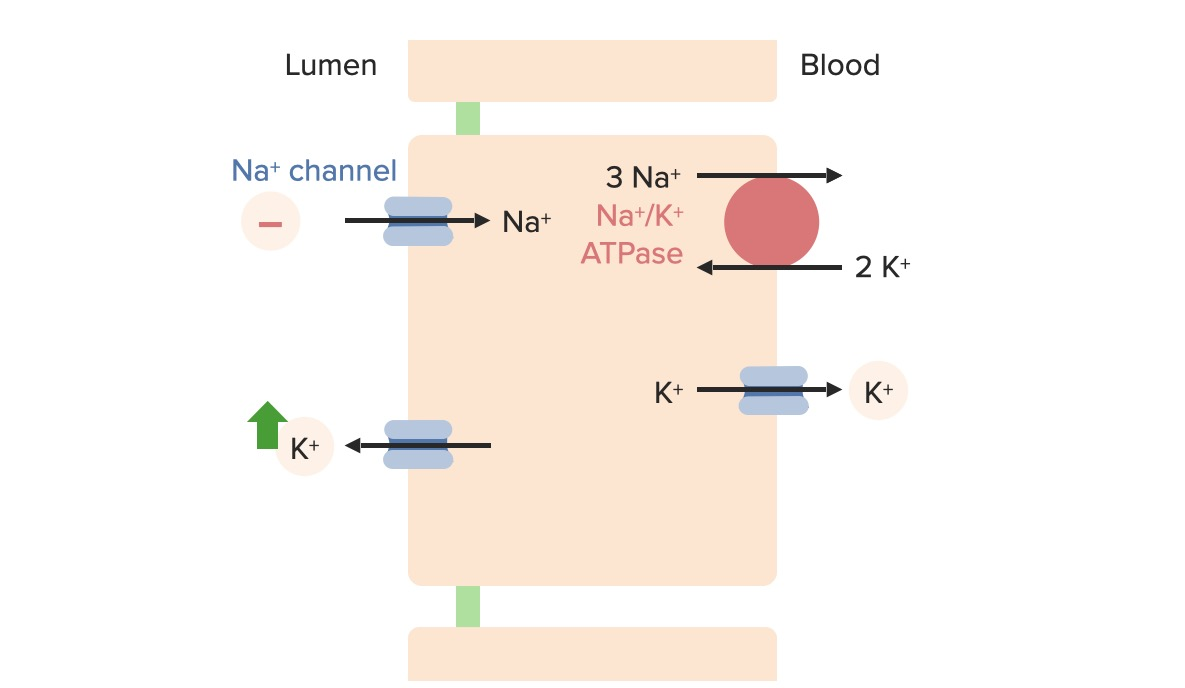 Lumen
Blood
Na⁺ channel
–
Na⁺
3 Na⁺
Na⁺/K⁺
ATPase
2 K⁺
K⁺
K⁺
K⁺